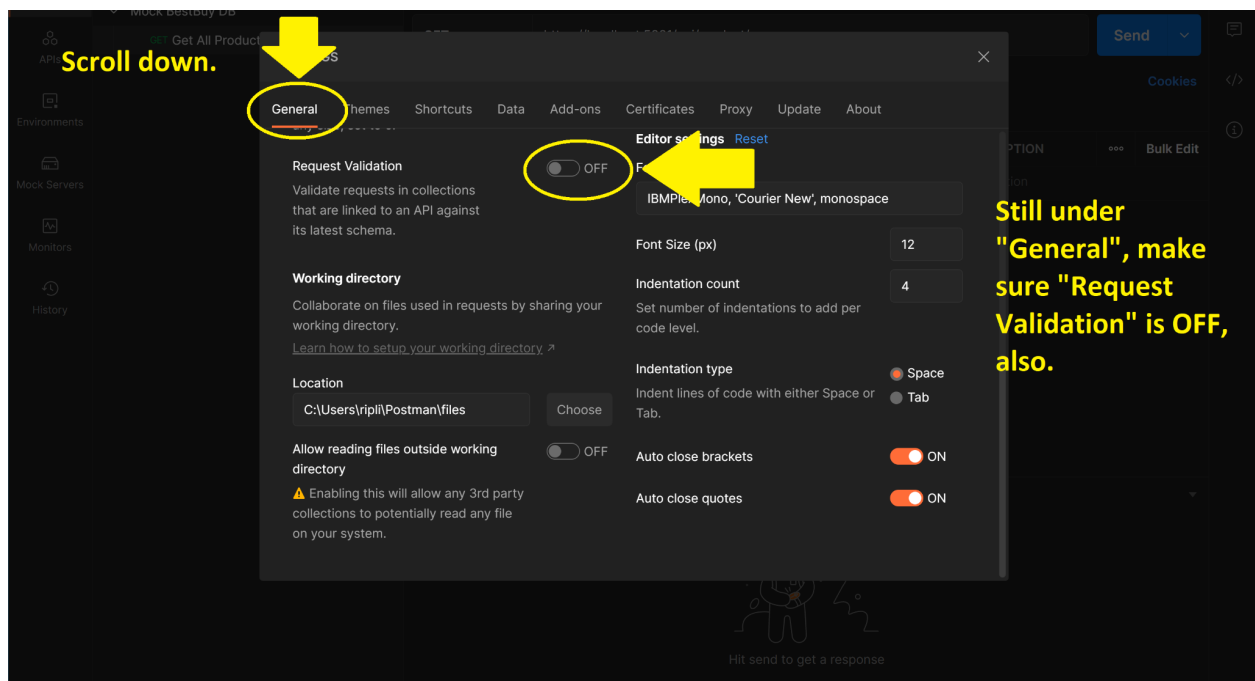 Mock BestBuy DB
GET Get All Product
Send
APIs
Scroll down.
Cookies
General
Themes
Shortcuts
Data
Add-ons
Certificates
Proxy
Update
About
Environments
Request Validation
OFF
Validate requests in collections
that are linked to an API against
its latest schema.
Working directory
Collaborate on files used in requests by sharing your
working directory.
Learn how to setup your working directory ↗
Location
C:\Users\ripli\Postman\files
Choose
Allow reading files outside working
directory
OFF
Enabling this will allow any 3rd party
collections to potentially read any file
on your system.
Editor settings Reset
IBMPlexMono, 'Courier New', monospace
Font Size (px)
12
Indentation count
4
Set number of indentations to add per
code level.
Indentation type
Indent lines of code with either Space or
Tab.
Space
Tab
Auto close brackets
ON
Auto close quotes
ON
Bulk Edit
Mock Servers
Monitors
History
Still under
"General", make
sure "Request
Validation" is OFF,
also.
Hit send to get a response